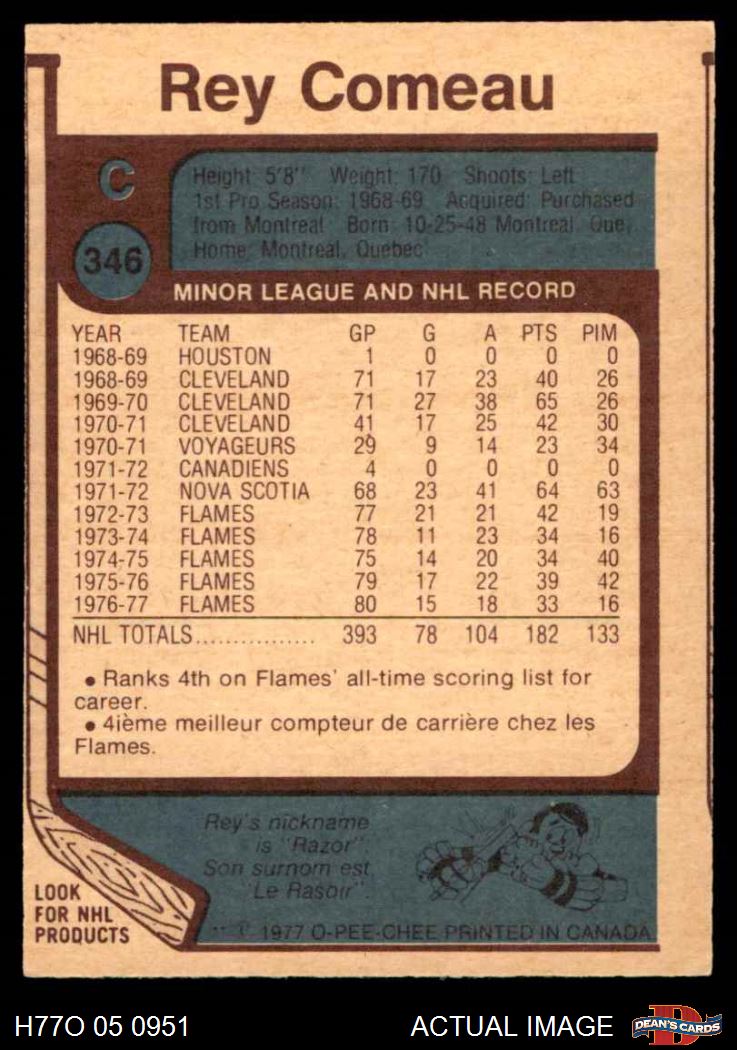 Rey Comeau
C
346
Height: 5'8" Weight: 170 Shoots: Left
1st Pro Season: 1968-69 Acquired: Purchased
from Montreal Born: 10-25-48 Montreal, Que.
Home: Montreal, Quebec
MINOR LEAGUE AND NHL RECORD
YEAR TEAM GP G A PTS PIM
1968-69 HOUSTON 1 0 0 0 0
1968-69 CLEVELAND 71 17 23 40 26
1969-70 CLEVELAND 71 27 38 65 26
1970-71 CLEVELAND 41 17 25 42 30
1970-71 VOYAGEURS 29 9 14 23 34
1971-72 CANADIENS 4 0 0 0 0
1971-72 NOVA SCOTIA 68 23 41 64 63
1972-73 FLAMES 77 21 21 42 19
1973-74 FLAMES 78 11 23 34 16
1974-75 FLAMES 75 14 20 34 40
1975-76 FLAMES 79 17 22 39 42
1976-77 FLAMES 80 15 18 33 16
NHL TOTALS................ 393 78 104 182 133
• Ranks 4th on Flames' all-time scoring list for
career.
• 4ième meilleur compteur de carrière chez les
Flames.
Rey's nickname
is "Razor".
Son surnom est
"Le Rasoir".
LOOK
FOR NHL
PRODUCTS
** © 1977 O-PEE-CHEE PRINTED IN CANADA
H77O 05 0951
ACTUAL IMAGE
DEAN'S CARDS